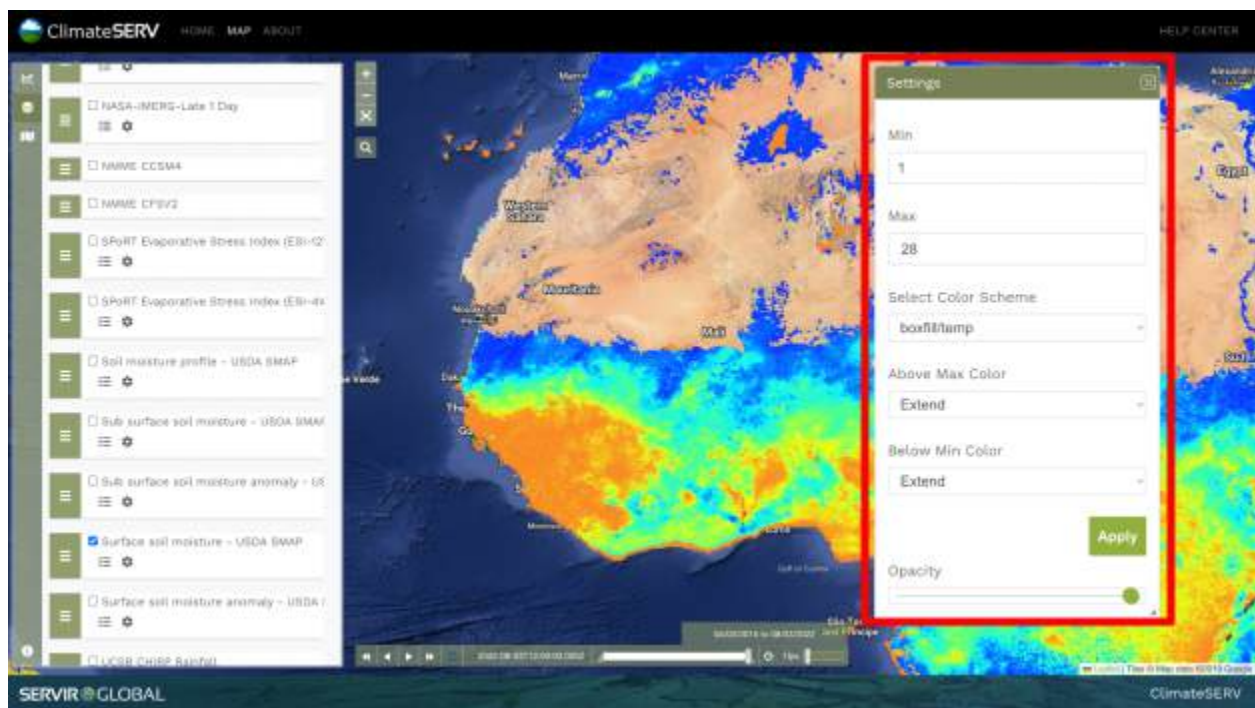 ClimateSERV HOME MAP ABOUT HELP CENTER
NASA-IMERG-Late 1 Day
NMME CCSM4
NMME CFSV2
SPoRT Evaporative Stress Index (ESI-12
SPoRT Evaporative Stress Index (ESI-4
Soil moisture profile - USDA SMAP
Sub surface soil moisture - USDA SMAP
Sub surface soil moisture anomaly - US
Surface soil moisture - USDA SMAP
Surface soil moisture anomaly - USDA
UCSB CHIRP Rainfall
Western
Sahara
Mauritania
Mali
Egypt
Settings
Min
1
Max
28
Select Color Scheme
boxfill/temp
Above Max Color
Extend
Below Min Color
Extend
Apply
Opacity
SERVIR GLOBAL ClimateSERV